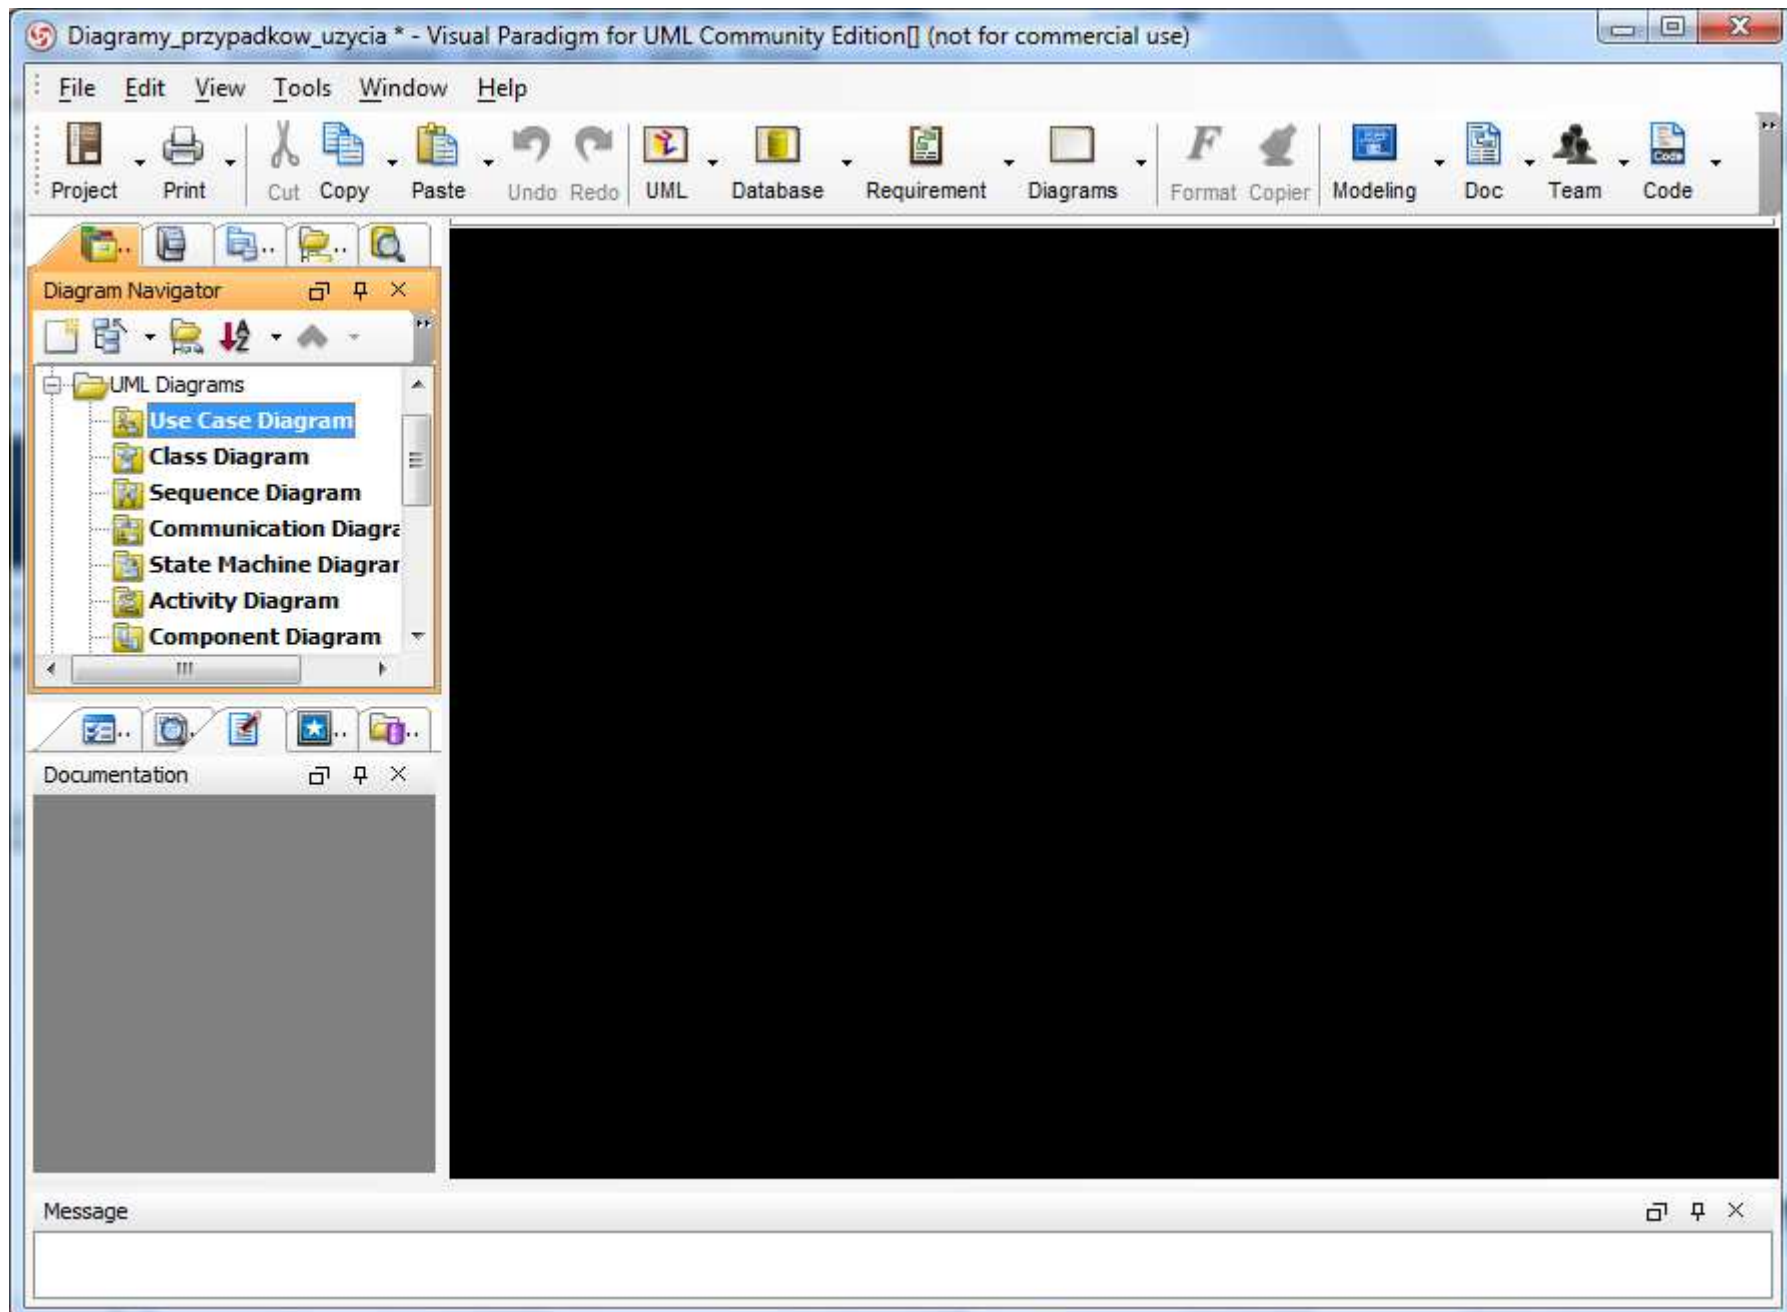 Diagramy_przypadkow_uzycia * - Visual Paradigm for UML Community Edition[] (not for commercial use)
File Edit View Tools Window Help
Project Print Cut Copy Paste Undo Redo UML Database Requirement Diagrams Format Copier Modeling Doc Team Code
Diagram Navigator
UML Diagrams
Use Case Diagram
Class Diagram
Sequence Diagram
Communication Diagra
State Machine Diagrar
Activity Diagram
Component Diagram
Documentation
Message